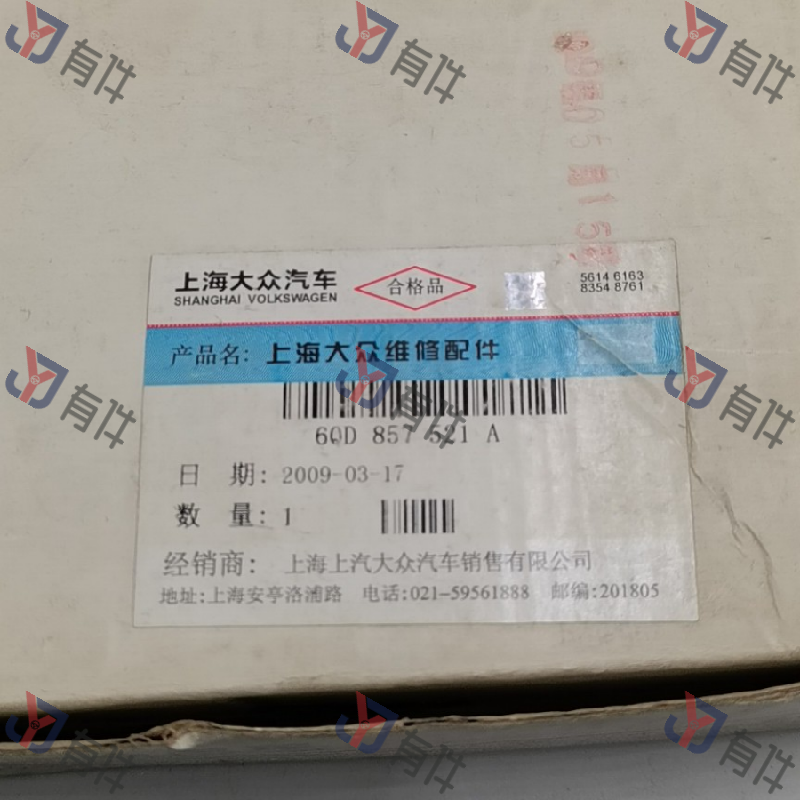 上海大众汽车
SHANGHAI VOLKSWAGEN
合格品
5614 6163
8354 8761
产品名: 上海大众维修配件
6QD 857 521 A
日 期: 2009-03-17
数 量: 1
经销商: 上海上汽大众汽车销售有限公司
地址:上海安亭洛浦路 电话:021-59561888 邮编:201805
有件
有件
有件
有件
有件
有件
有件
有件
有件